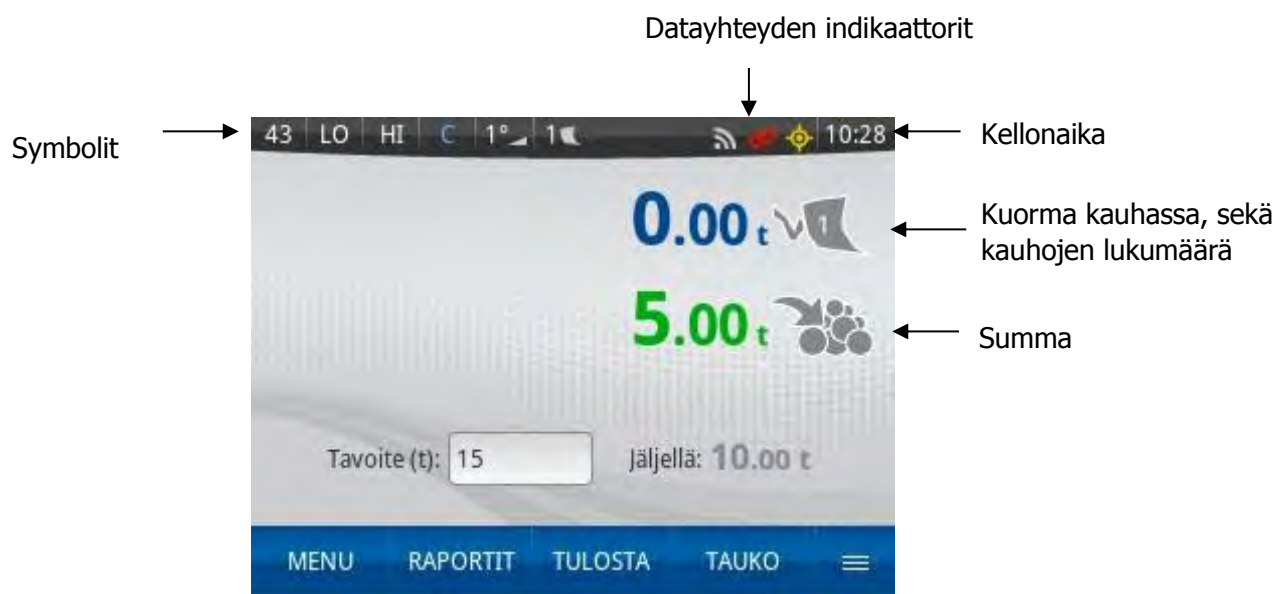 Datayhteyden indikaattorit
Symbolit
43 LO HI C 1° 1 10:28
Kellonaika
0.00 t 1
Kuorma kauhassa, sekä
kauhojen lukumäärä
5.00 t
Summa
Tavoite (t): 15 Jäljellä: 10.00 t
MENU RAPORTIT TULOSTA TAUKO